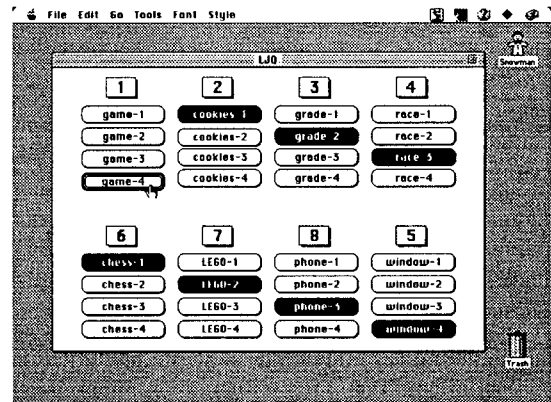 File Edit Go Tools Font Style
Snowman
LJQ
1 2 3 4
game-1 cookies-1 grade-1 race-1
game-2 cookies-2 grade-2 race-2
game-3 cookies-3 grade-3 race-3
game-4 cookies-4 grade-4 race-4
6 7 8 5
chess-1 LEGO-1 phone-1 window-1
chess-2 LEGO-2 phone-2 window-2
chess-3 LEGO-3 phone-3 window-3
chess-4 LEGO-4 phone-4 window-4
Trash